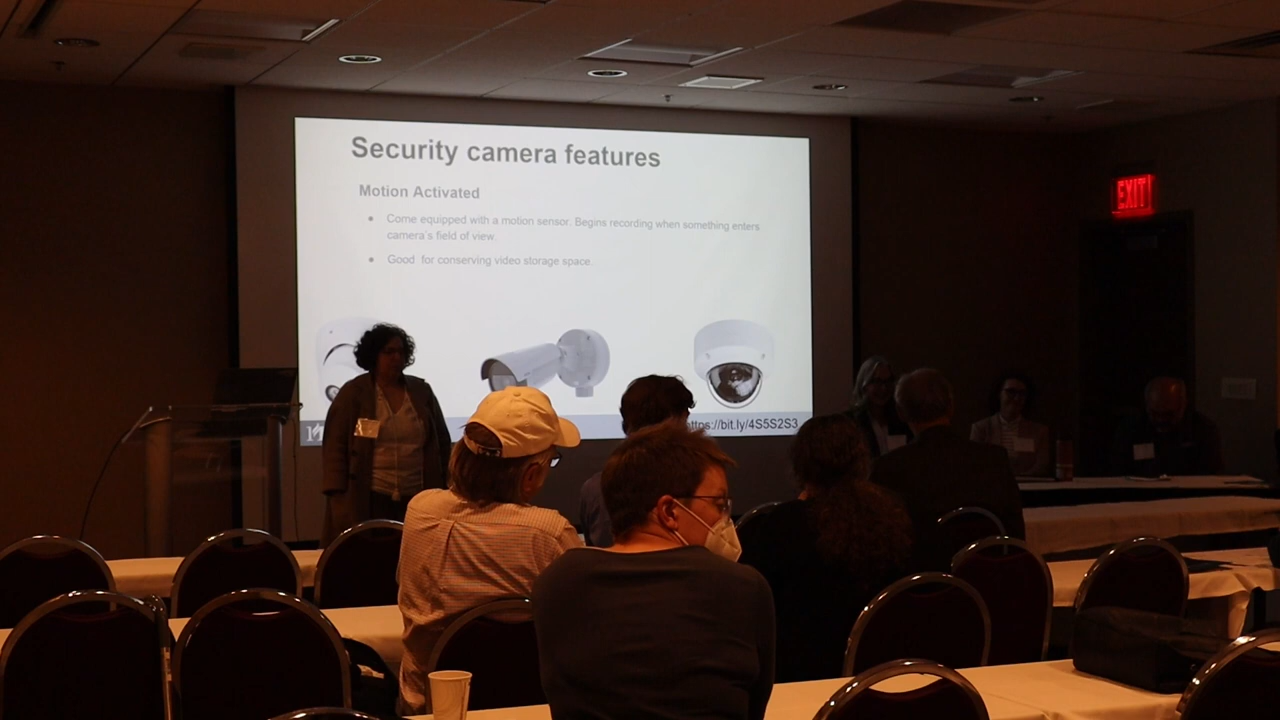 Security camera features
Motion Activated
● Come equipped with a motion sensor. Begins recording when something enters
camera's field of view
● Good for conserving video storage space.
https://bit.ly/4S5S2S3
EXIT